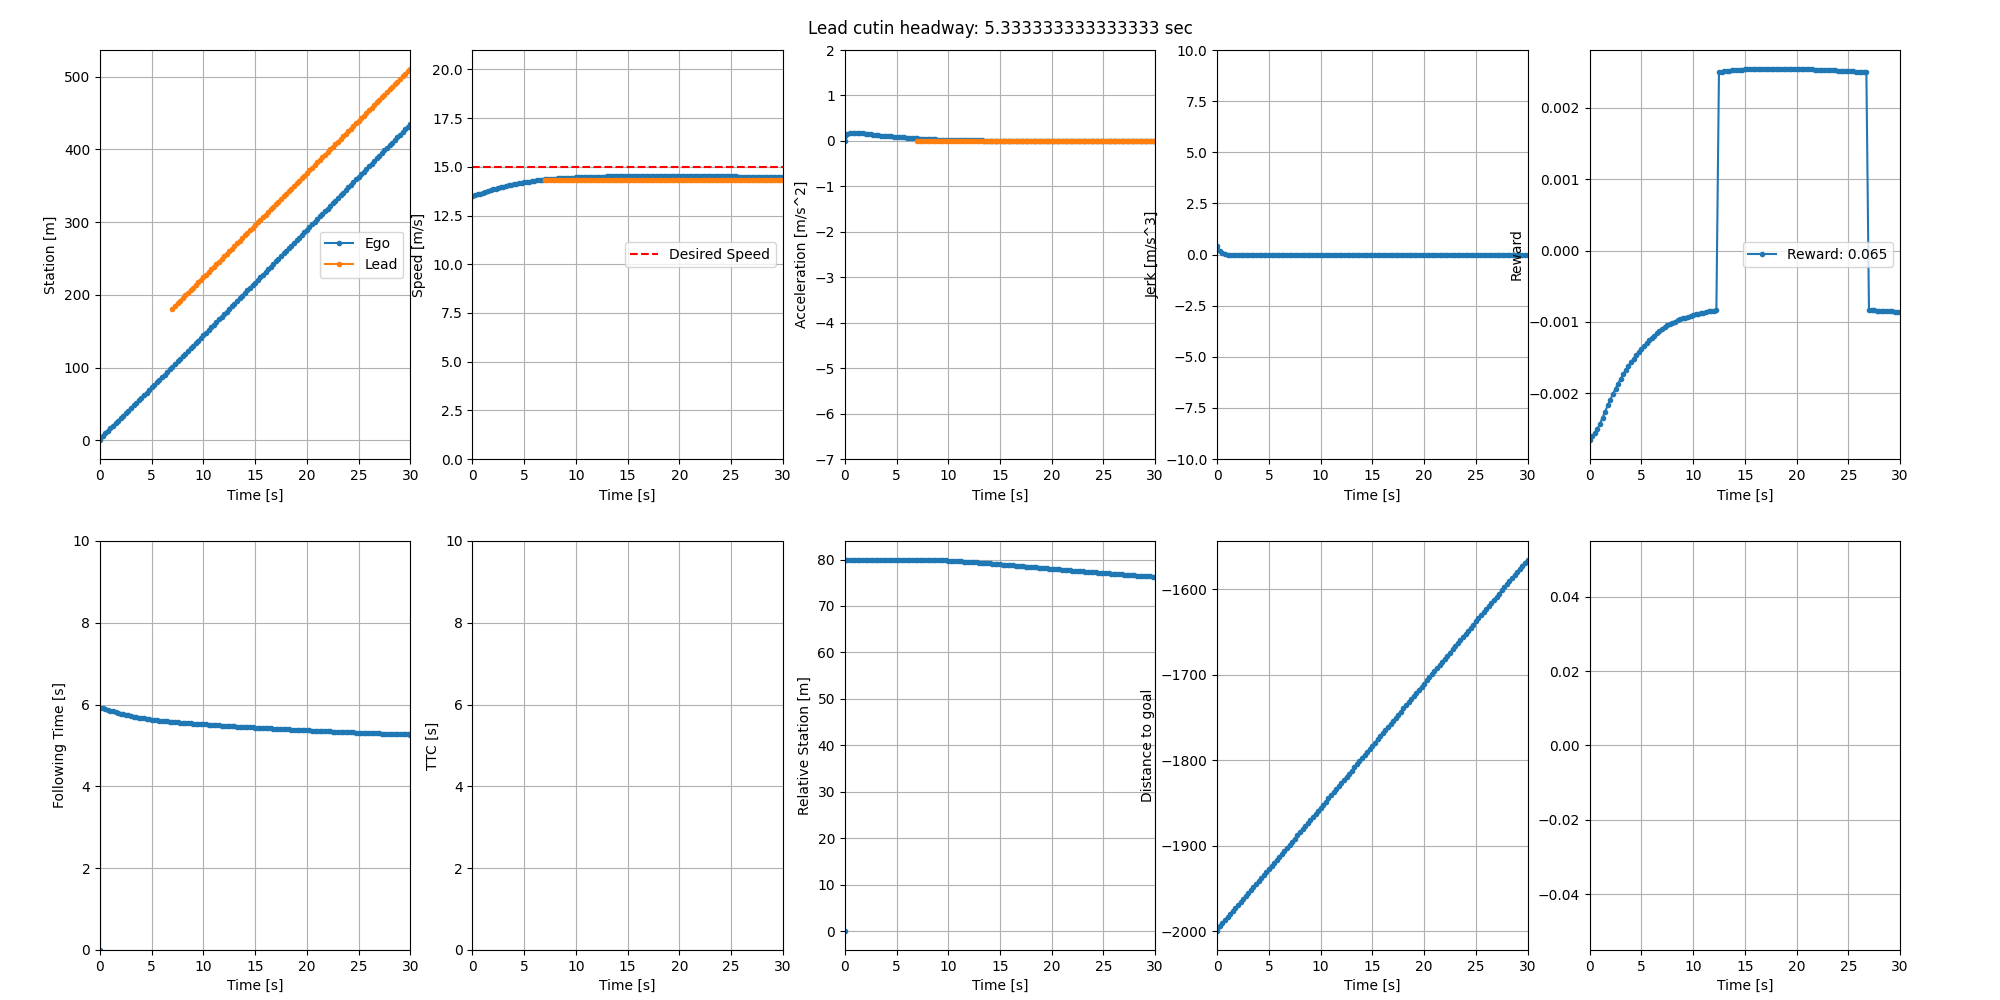 Lead cutin headway: 5.333333333333333 sec
Station [m]
500
400
300
200
100
0
0 5 10 15 20 25 30
Time [s]
Ego
Lead
Speed [m/s]
20.0
17.5
15.0
12.5
10.0
7.5
5.0
2.5
0.0
0 5 10 15 20 25 30
Time [s]
Desired Speed
Acceleration [m/s^2]
2
1
0
−1
−2
−3
−4
−5
−6
−7
0 5 10 15 20 25 30
Time [s]
Jerk [m/s^3]
10.0
7.5
5.0
2.5
0.0
−2.5
−5.0
−7.5
−10.0
0 5 10 15 20 25 30
Time [s]
Reward
0.002
0.001
0.000
−0.001
−0.002
0 5 10 15 20 25 30
Time [s]
Reward: 0.065
Following Time [s]
10
8
6
4
2
0
0 5 10 15 20 25 30
Time [s]
TTC [s]
10
8
6
4
2
0
0 5 10 15 20 25 30
Time [s]
Relative Station [m]
80
70
60
50
40
30
20
10
0
0 5 10 15 20 25 30
Time [s]
Distance to goal
−1600
−1700
−1800
−1900
−2000
0 5 10 15 20 25 30
Time [s]
0.04
0.02
0.00
−0.02
−0.04
0 5 10 15 20 25 30
Time [s]